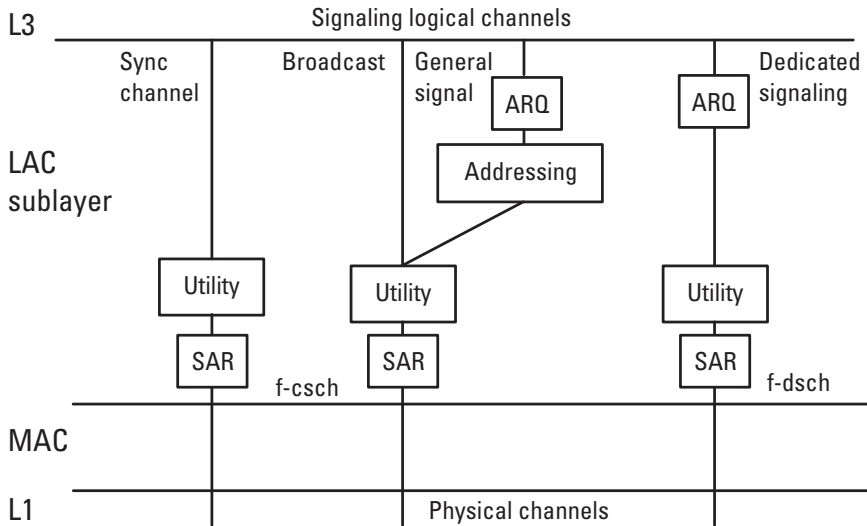 L3
Signaling logical channels
Sync
channel
Broadcast
General
signal
Dedicated
signaling
ARQ
ARQ
LAC
sublayer
Addressing
Utility
Utility
Utility
SAR
SAR
SAR
f-csch
f-dsch
MAC
L1
Physical channels